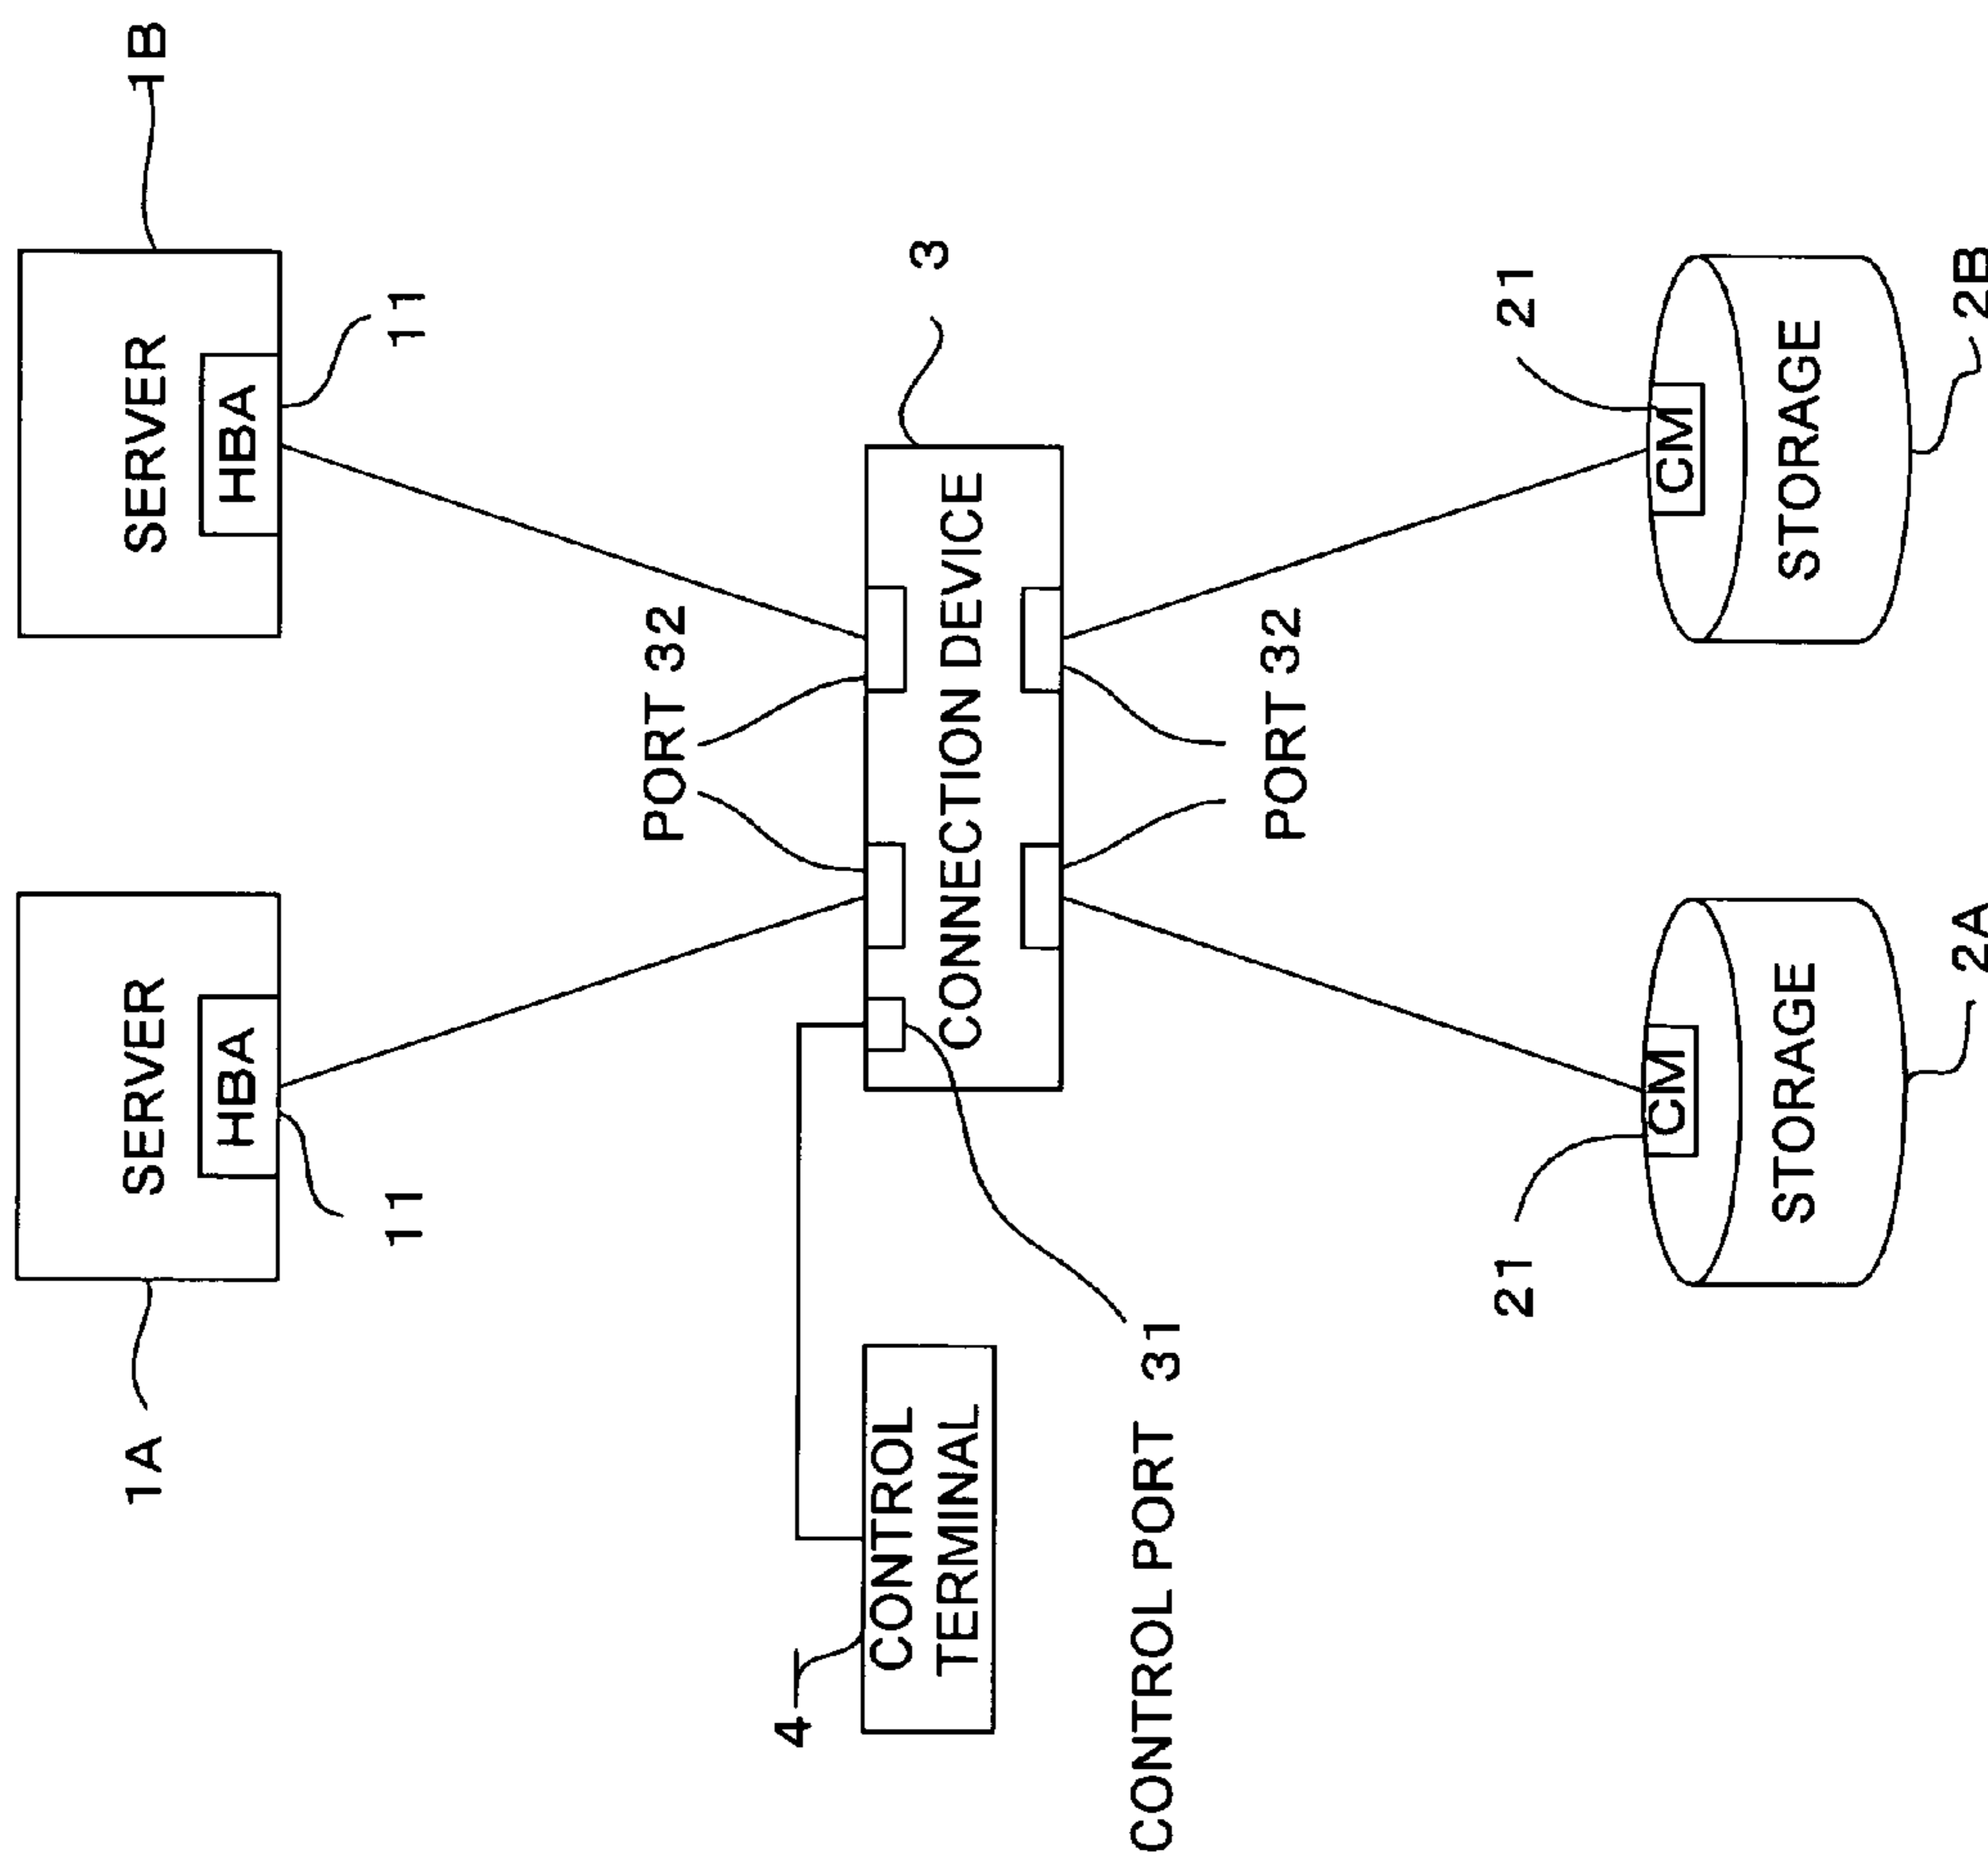 1A
SERVER
HBA
11
SERVER
HBA
11
1B
4
CONTROL
TERMINAL
CONTROL PORT 31
PORT 32
CONNECTION DEVICE
3
PORT 32
21
CM
STORAGE
2A
21
CM
STORAGE
2B